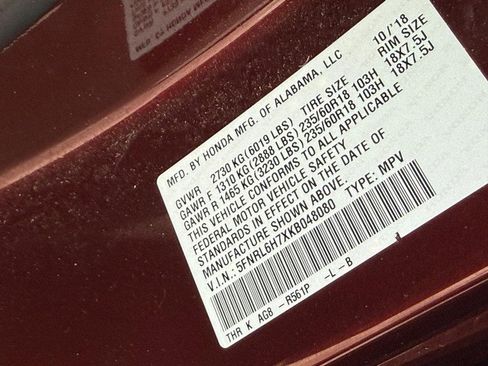 MFD. BY HONDA MFG. OF ALABAMA, LLC 10/'18
TIRE SIZE RIM SIZE
GVWR 2730 KG(6019 LBS)
GAWR F 1310 KG(2888 LBS) 235/60R18 103H 18X7.5J
GAWR R 1465 KG(3230 LBS) 235/60R18 103H 18X7.5J
THIS VEHICLE CONFORMS TO ALL APPLICABLE
FEDERAL MOTOR VEHICLE SAFETY
STANDARDS IN EFFECT ON THE DATE OF
MANUFACTURE SHOWN ABOVE.
V.I.N.: 5FNRL6H7XKB048080 TYPE: MPV
THR K AG8 -R561P -L-B